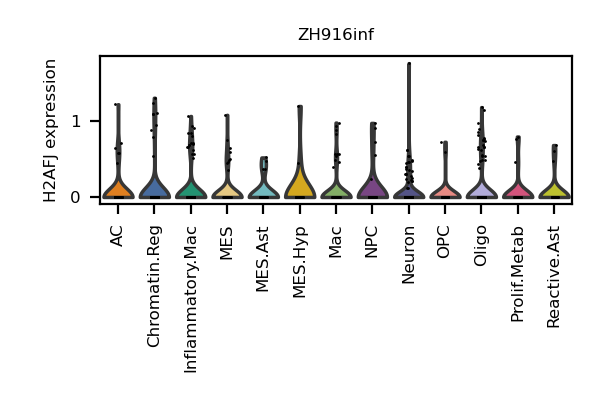 ZH916inf
H2AFJ expression
1
0
AC
Chromatin.Reg
Inflammatory.Mac
MES
MES.Ast
MES.Hyp
Mac
NPC
Neuron
OPC
Oligo
Prolif.Metab
Reactive.Ast